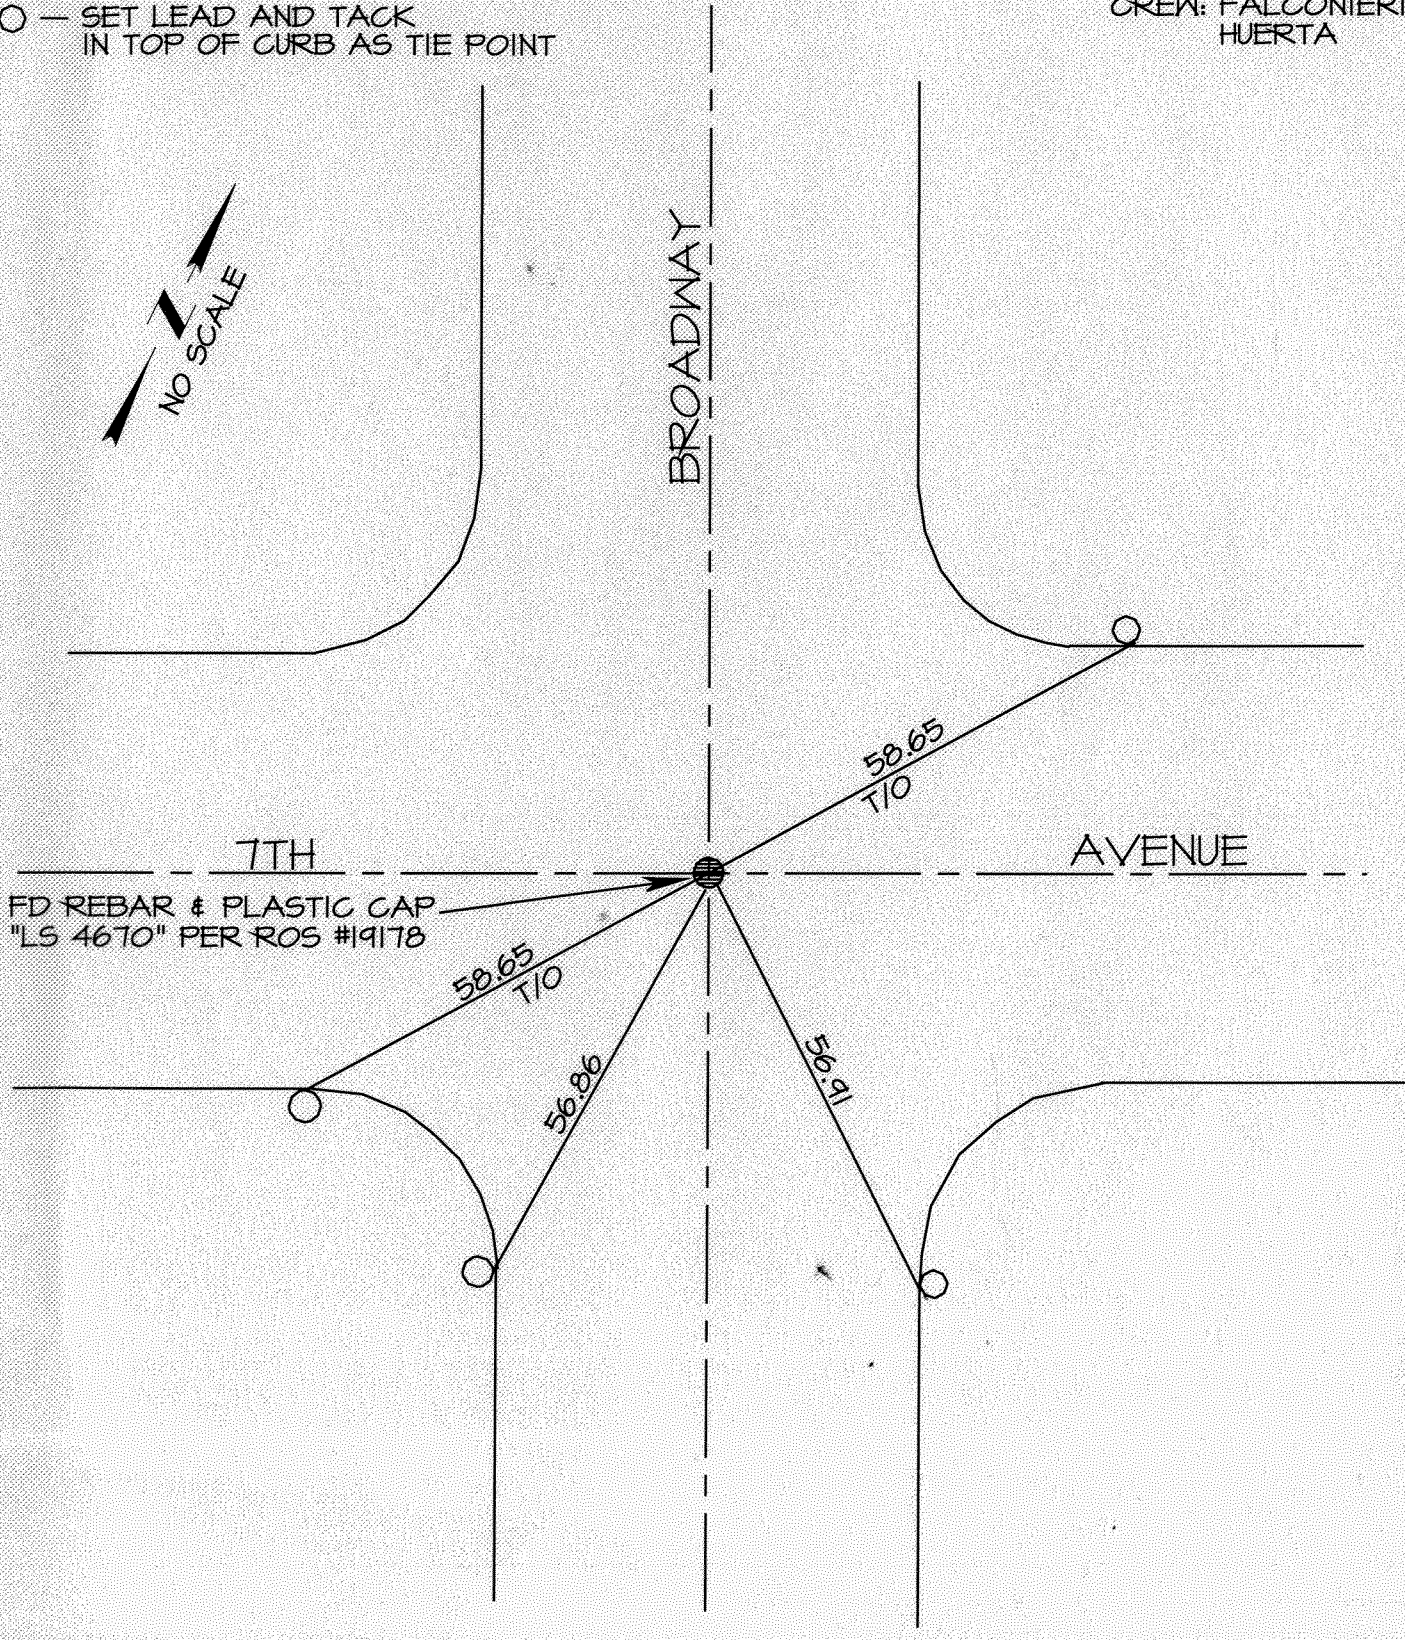 SET LEAD AND TACK
IN TOP OF CURB AS TIE POINT
CREW: FALCONIERI
HUERTA
N
NO SCALE
BROADWAY
58.65
T/O
7TH
AVENUE
FD REBAR & PLASTIC CAP
"LS 4670" PER ROS #19178
58.65
T/O
56.86
56.91